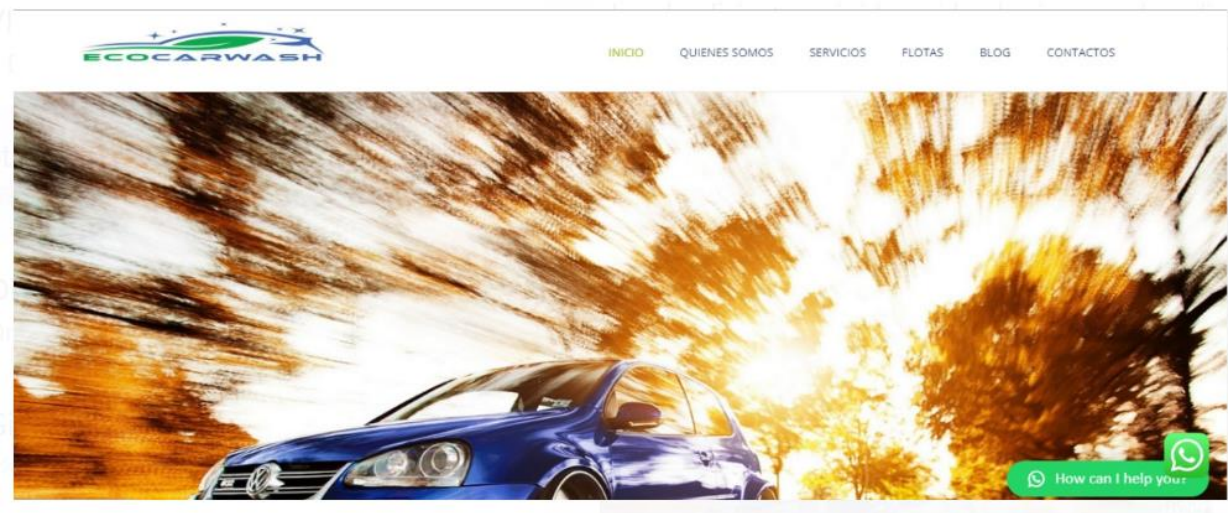 ECOCARWASH
INICIO QUIENES SOMOS SERVICIOS FLOTAS BLOG CONTACTOS
How can I help you?